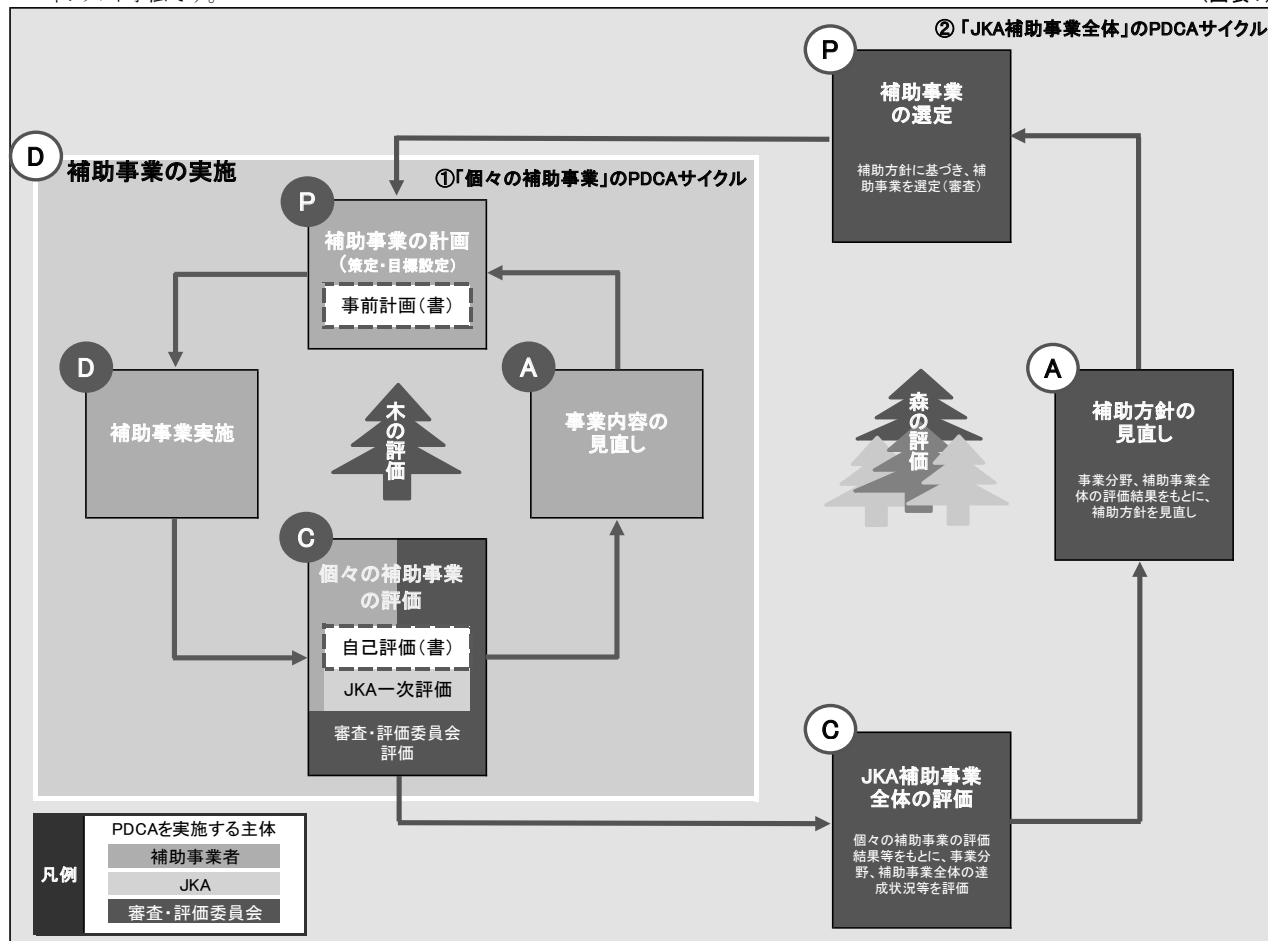 ②「JKA補助事業全体」のPDCAサイクル
P
補助事業
の選定
補助方針に基づき、補
助事業を選定(審査)
D
補助事業の実施
①「個々の補助事業」のPDCAサイクル
P
補助事業の計画
(策定・目標設定)
事前計画(書)
D
補助事業実施
木の評価
A
事業内容の
見直し
C
個々の補助事業
の評価
自己評価(書)
JKA一次評価
審査・評価委員会
評価
森の評価
A
補助方針の
見直し
事業分野、補助事業全
体の評価結果をもとに、
補助方針を見直し
C
JKA補助事業
全体の評価
個々の補助事業の評価
結果等をもとに、事業分
野、補助事業全体の達
成状況等を評価
凡例
PDCAを実施する主体
補助事業者
JKA
審査・評価委員会